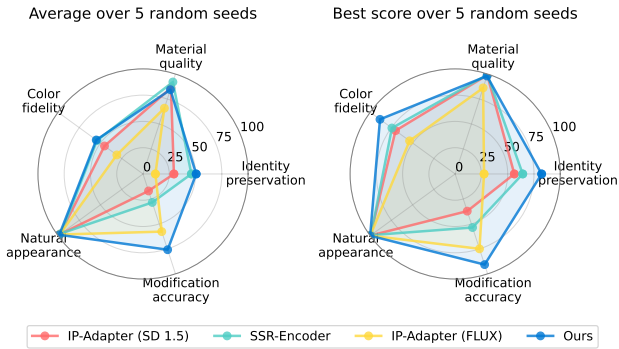 Average over 5 random seeds
Best score over 5 random seeds
Material
quality
Color
fidelity
100
75
50
25
0
Identity
preservation
Natural
appearance
Modification
accuracy
Material
quality
Color
fidelity
100
75
50
25
0
Identity
preservation
Natural
appearance
Modification
accuracy
IP-Adapter (SD 1.5)
SSR-Encoder
IP-Adapter (FLUX)
Ours